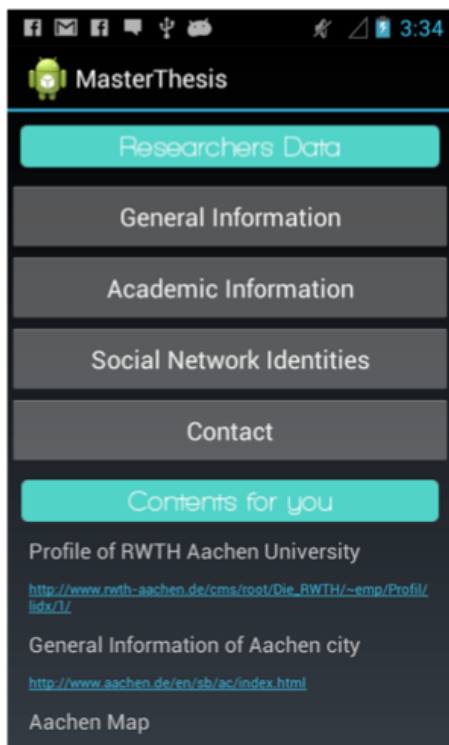 3:34
MasterThesis
Researchers Data
General Information
Academic Information
Social Network Identities
Contact
Contents for you
Profile of RWTH Aachen University
http://www.rwth-aachen.de/cms/root/Die_RWTH/~emp/Profil/
lidx/1/
General Information of Aachen city
http://www.aachen.de/en/sb/ac/index.html
Aachen Map